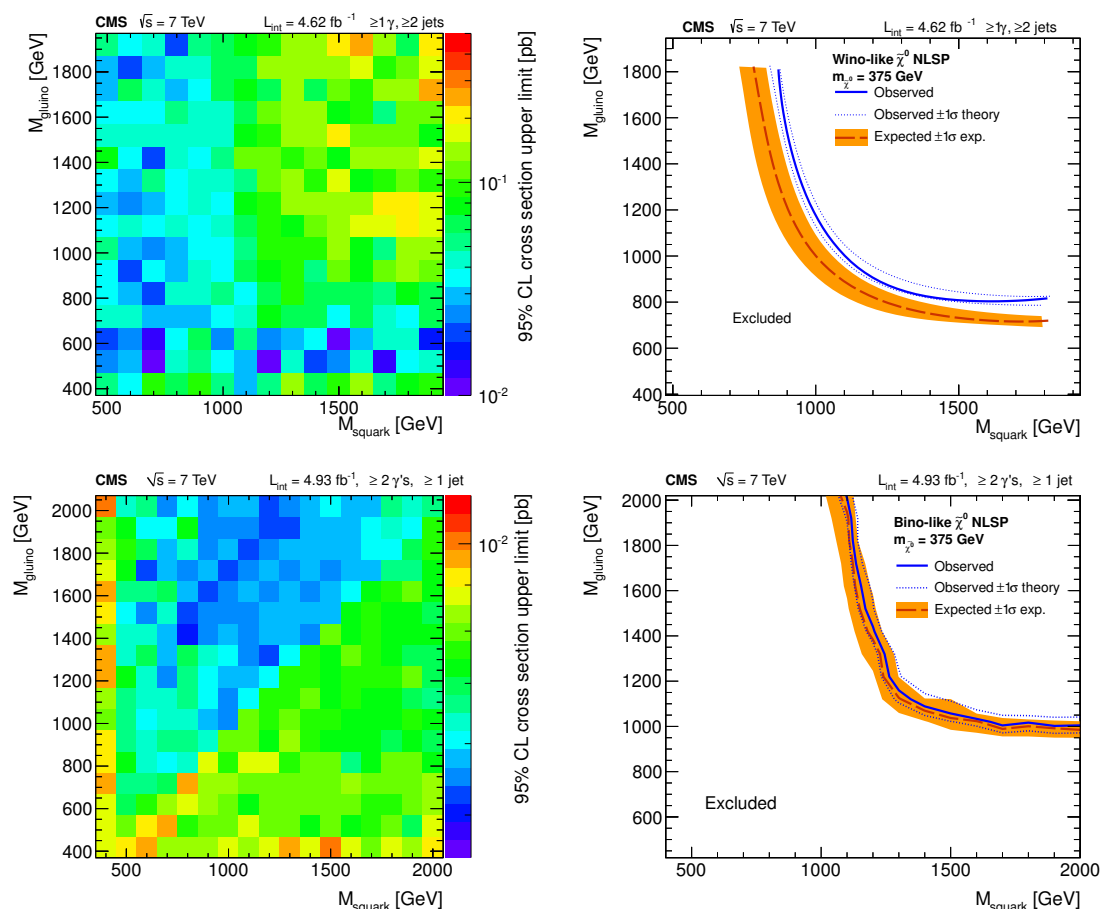 CMS √s = 7 TeV L_int = 4.62 fb⁻¹ ≥1γ, ≥2 jets
M_gluino [GeV]
1800
1600
1400
1200
1000
800
600
400
500 1000 1500
M_squark [GeV]
10⁻¹
10⁻²
95% CL cross section upper limit [pb]
CMS √s = 7 TeV L_int = 4.62 fb⁻¹ ≥1γ, ≥2 jets
M_gluino [GeV]
Wino-like χ̃⁰ NLSP
m_χ̃⁰ = 375 GeV
Observed
Observed ±1σ theory
Expected ±1σ exp.
1800
1600
1400
1200
1000
800
600
400
Excluded
500 1000 1500
M_squark [GeV]
CMS √s = 7 TeV L_int = 4.93 fb⁻¹, ≥ 2 γ's, ≥ 1 jet
M_gluino [GeV]
2000
1800
1600
1400
1200
1000
800
600
400
500 1000 1500 2000
M_squark [GeV]
10⁻²
95% CL cross section upper limit [pb]
CMS √s = 7 TeV L_int = 4.93 fb⁻¹, ≥ 2 γ's, ≥ 1 jet
M_gluino [GeV]
Bino-like χ̃⁰ NLSP
m_χ̃⁰ = 375 GeV
Observed
Observed ±1σ theory
Expected ±1σ exp.
2000
1800
1600
1400
1200
1000
800
600
Excluded
500 1000 1500 2000
M_squark [GeV]